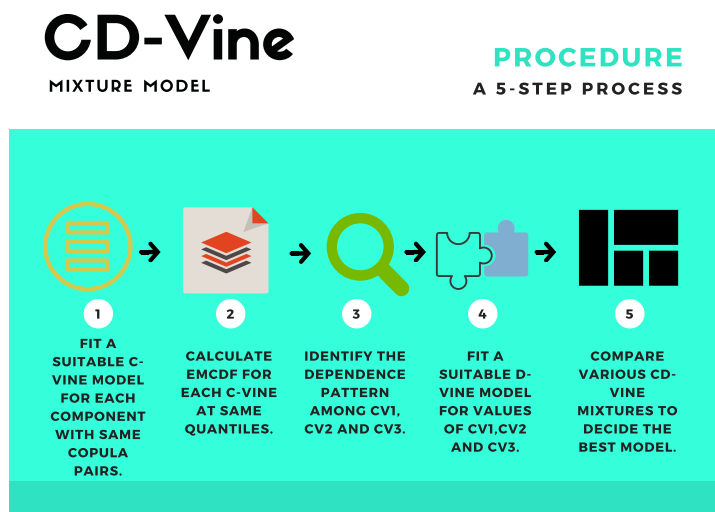 CD-Vine
MIXTURE MODEL
PROCEDURE
A 5-STEP PROCESS
1
FIT A
SUITABLE C-
VINE MODEL
FOR EACH
COMPONENT
WITH SAME
COPULA
PAIRS.
2
CALCULATE
EMCDF FOR
EACH C-VINE
AT SAME
QUANTILES.
3
IDENTIFY THE
DEPENDENCE
PATTERN
AMONG CV1,
CV2 AND CV3.
4
FIT A
SUITABLE D-
VINE MODEL
FOR VALUES
OF CV1,CV2
AND CV3.
5
COMPARE
VARIOUS CD-
VINE
MIXTURES TO
DECIDE THE
BEST MODEL.